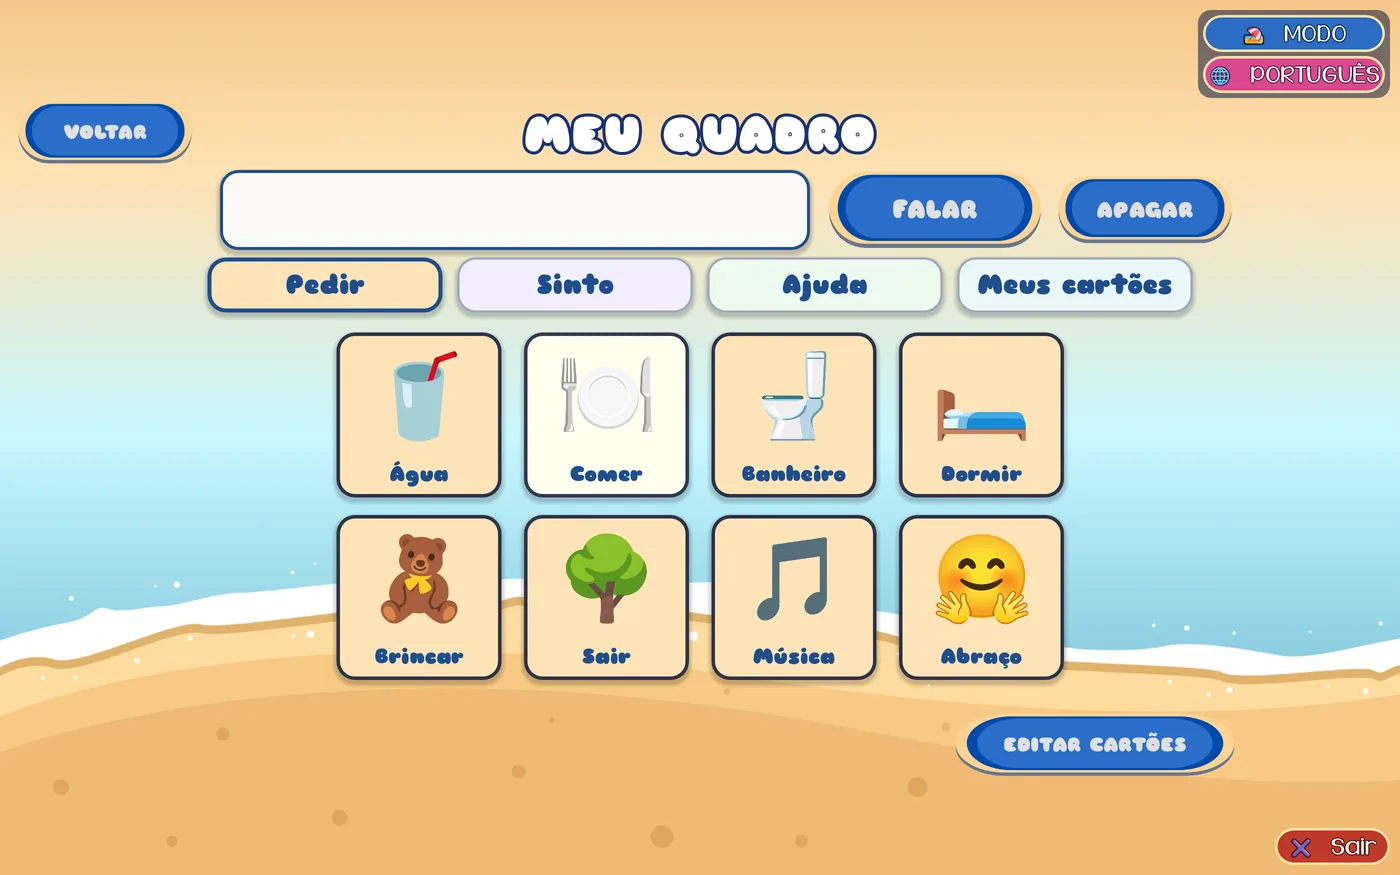 MODO
PORTUGUÊS
VOLTAR
MEU QUADRO
FALAR
APAGAR
Pedir
Sinto
Ajuda
Meus cartões
Água
Comer
Banheiro
Dormir
Brincar
Sair
Música
Abraço
EDITAR CARTÕES
Sair